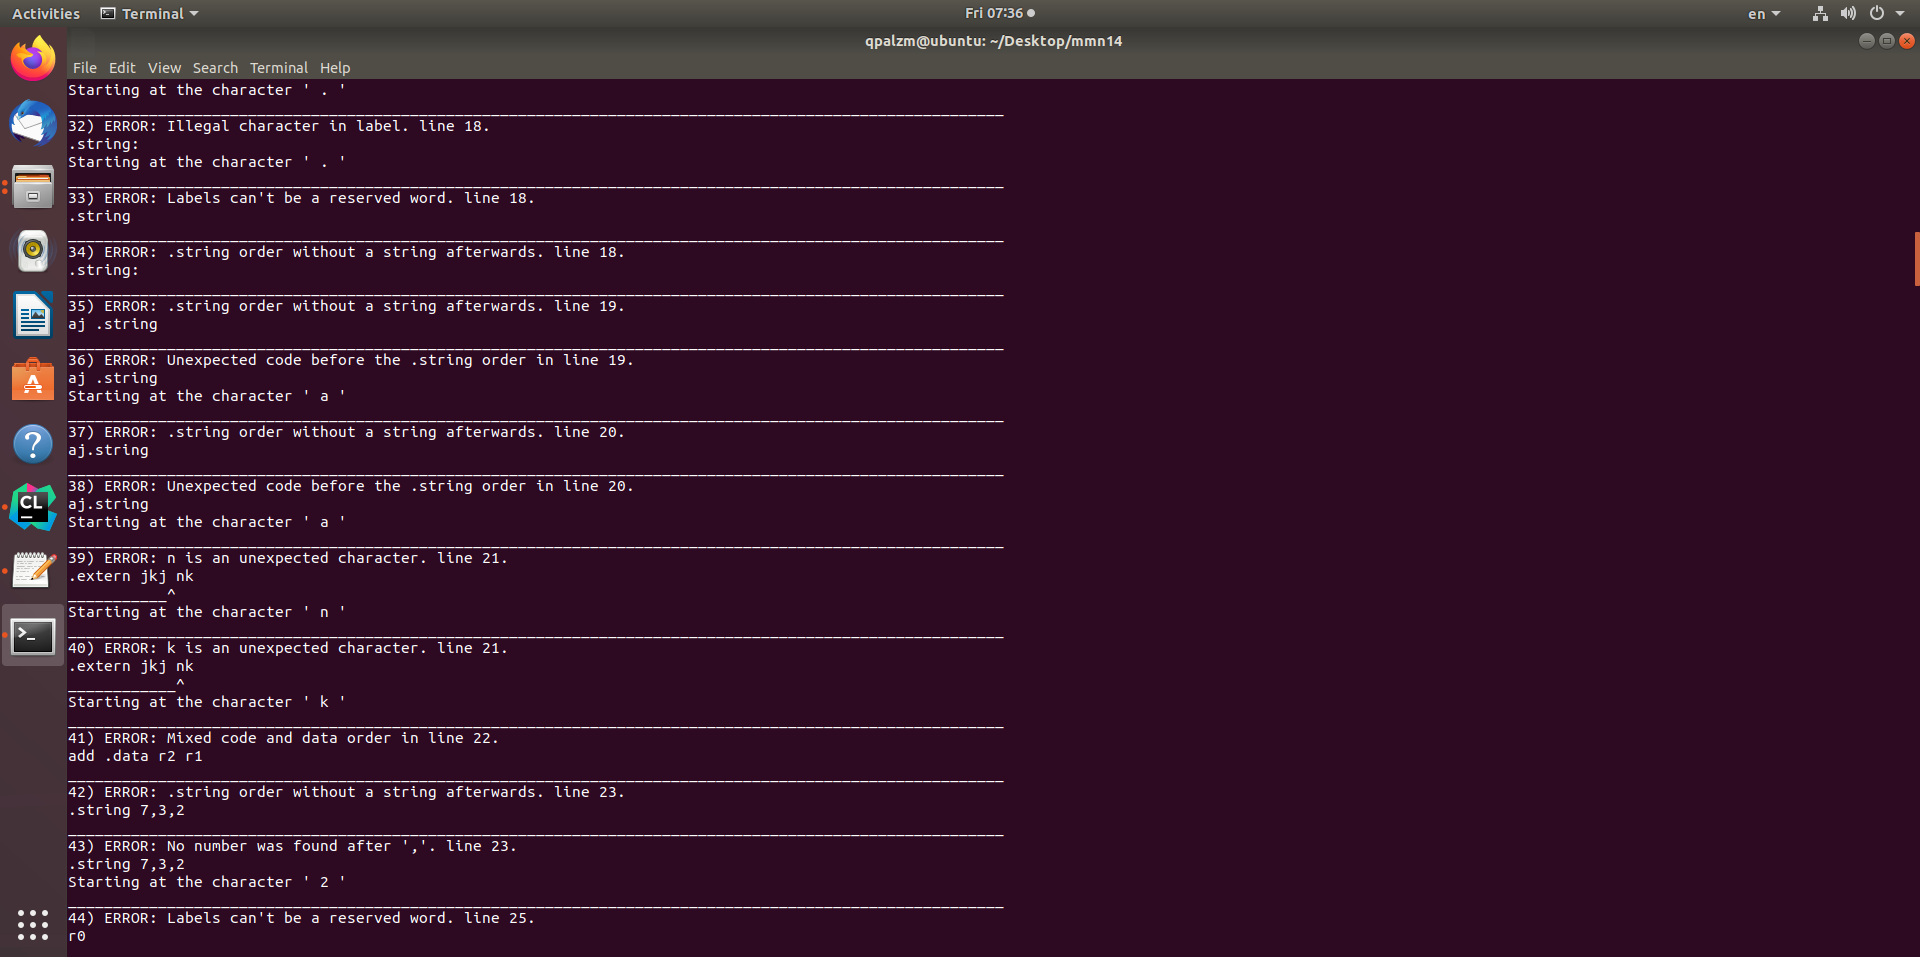 Activities Terminal Fri 07:36 en
qpalzm@ubuntu: ~/Desktop/mmn14
File Edit View Search Terminal Help
Starting at the character ' . '
________________________________________________________________________________________________________
32) ERROR: Illegal character in label. line 18.
.string:
Starting at the character ' . '
________________________________________________________________________________________________________
33) ERROR: Labels can't be a reserved word. line 18.
.string
________________________________________________________________________________________________________
34) ERROR: .string order without a string afterwards. line 18.
.string:
________________________________________________________________________________________________________
35) ERROR: .string order without a string afterwards. line 19.
aj .string
________________________________________________________________________________________________________
36) ERROR: Unexpected code before the .string order in line 19.
aj .string
Starting at the character ' a '
________________________________________________________________________________________________________
37) ERROR: .string order without a string afterwards. line 20.
aj.string
________________________________________________________________________________________________________
38) ERROR: Unexpected code before the .string order in line 20.
aj.string
Starting at the character ' a '
________________________________________________________________________________________________________
39) ERROR: n is an unexpected character. line 21.
.extern jkj nk
___________^
Starting at the character ' n '
________________________________________________________________________________________________________
40) ERROR: k is an unexpected character. line 21.
.extern jkj nk
____________^
Starting at the character ' k '
________________________________________________________________________________________________________
41) ERROR: Mixed code and data order in line 22.
add .data r2 r1
________________________________________________________________________________________________________
42) ERROR: .string order without a string afterwards. line 23.
.string 7,3,2
________________________________________________________________________________________________________
43) ERROR: No number was found after ','. line 23.
.string 7,3,2
Starting at the character ' 2 '
________________________________________________________________________________________________________
44) ERROR: Labels can't be a reserved word. line 25.
r0
CL